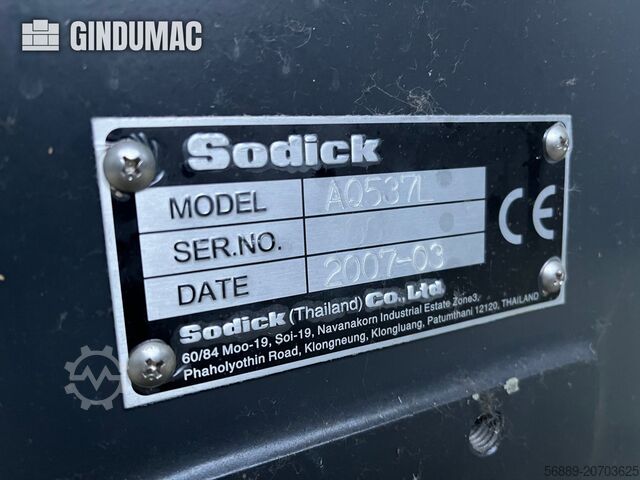 GINDUMAC
Sodick
MODEL AQ537L
SER.NO.
DATE 2007-03
CE
Sodick (Thailand) Co.,Ltd.
60/84 Moo-19, Soi-19, Navanakorn Industrial Estate Zone3,
Phaholyothin Road, Klongneung, Klongluang, Patumthani 12120, THAILAND
56889-20703625